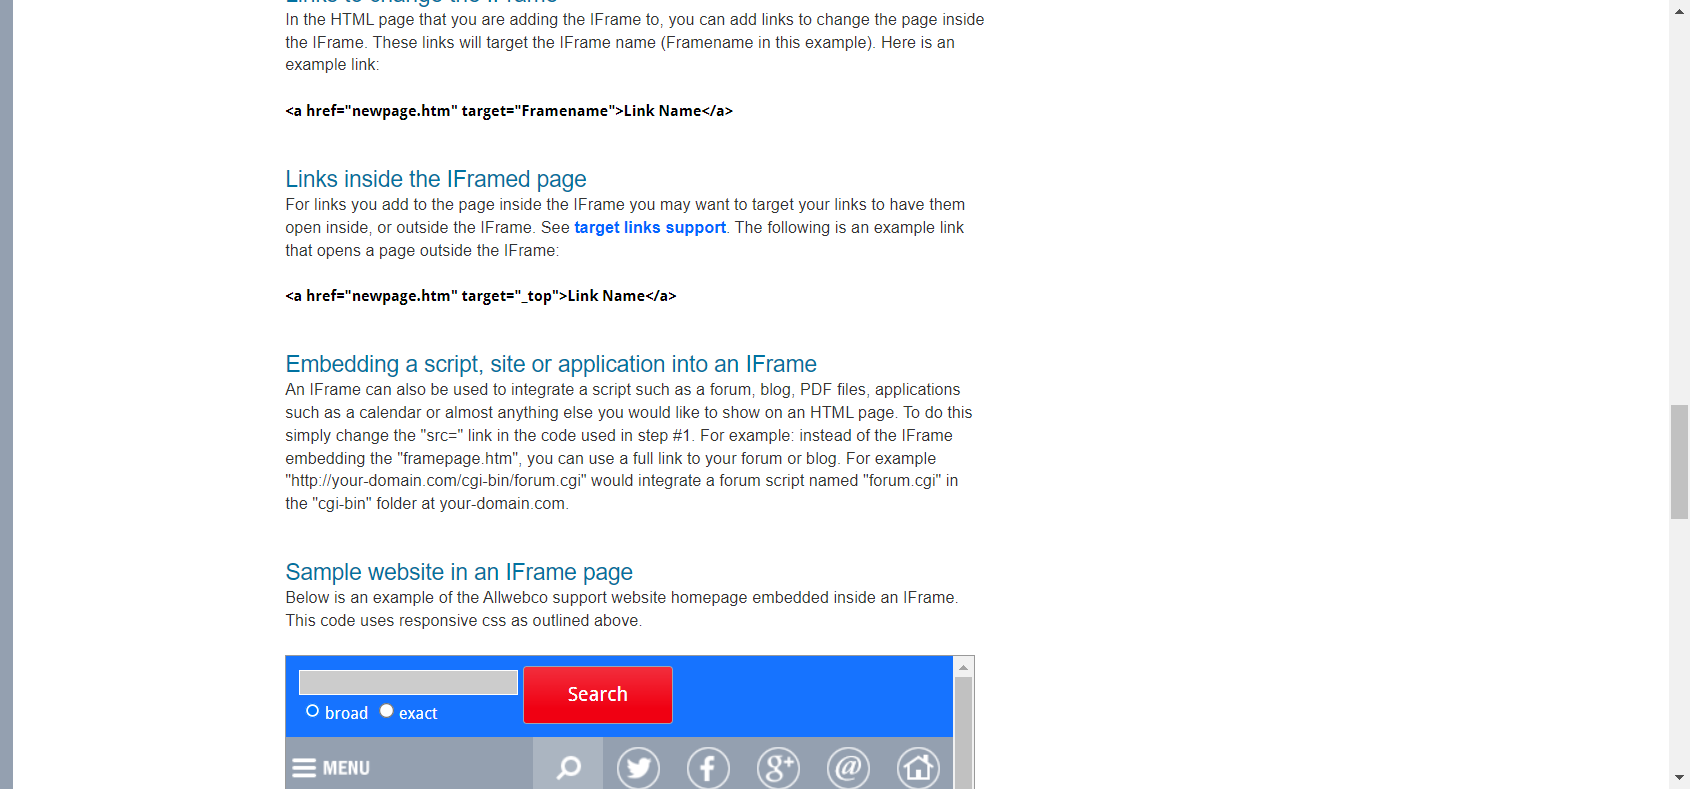 Links to change the IFrame
In the HTML page that you are adding the IFrame to, you can add links to change the page inside
the IFrame. These links will target the IFrame name (Framename in this example). Here is an
example link:
<a href="newpage.htm" target="Framename">Link Name</a>
Links inside the IFramed page
For links you add to the page inside the IFrame you may want to target your links to have them
open inside, or outside the IFrame. See target links support. The following is an example link
that opens a page outside the IFrame:
<a href="newpage.htm" target="_top">Link Name</a>
Embedding a script, site or application into an IFrame
An IFrame can also be used to integrate a script such as a forum, blog, PDF files, applications
such as a calendar or almost anything else you would like to show on an HTML page. To do this
simply change the "src=" link in the code used in step #1. For example: instead of the IFrame
embedding the "framepage.htm", you can use a full link to your forum or blog. For example
"http://your-domain.com/cgi-bin/forum.cgi" would integrate a forum script named "forum.cgi" in
the "cgi-bin" folder at your-domain.com.
Sample website in an IFrame page
Below is an example of the Allwebco support website homepage embedded inside an IFrame.
This code uses responsive css as outlined above.
Search
broad exact
MENU